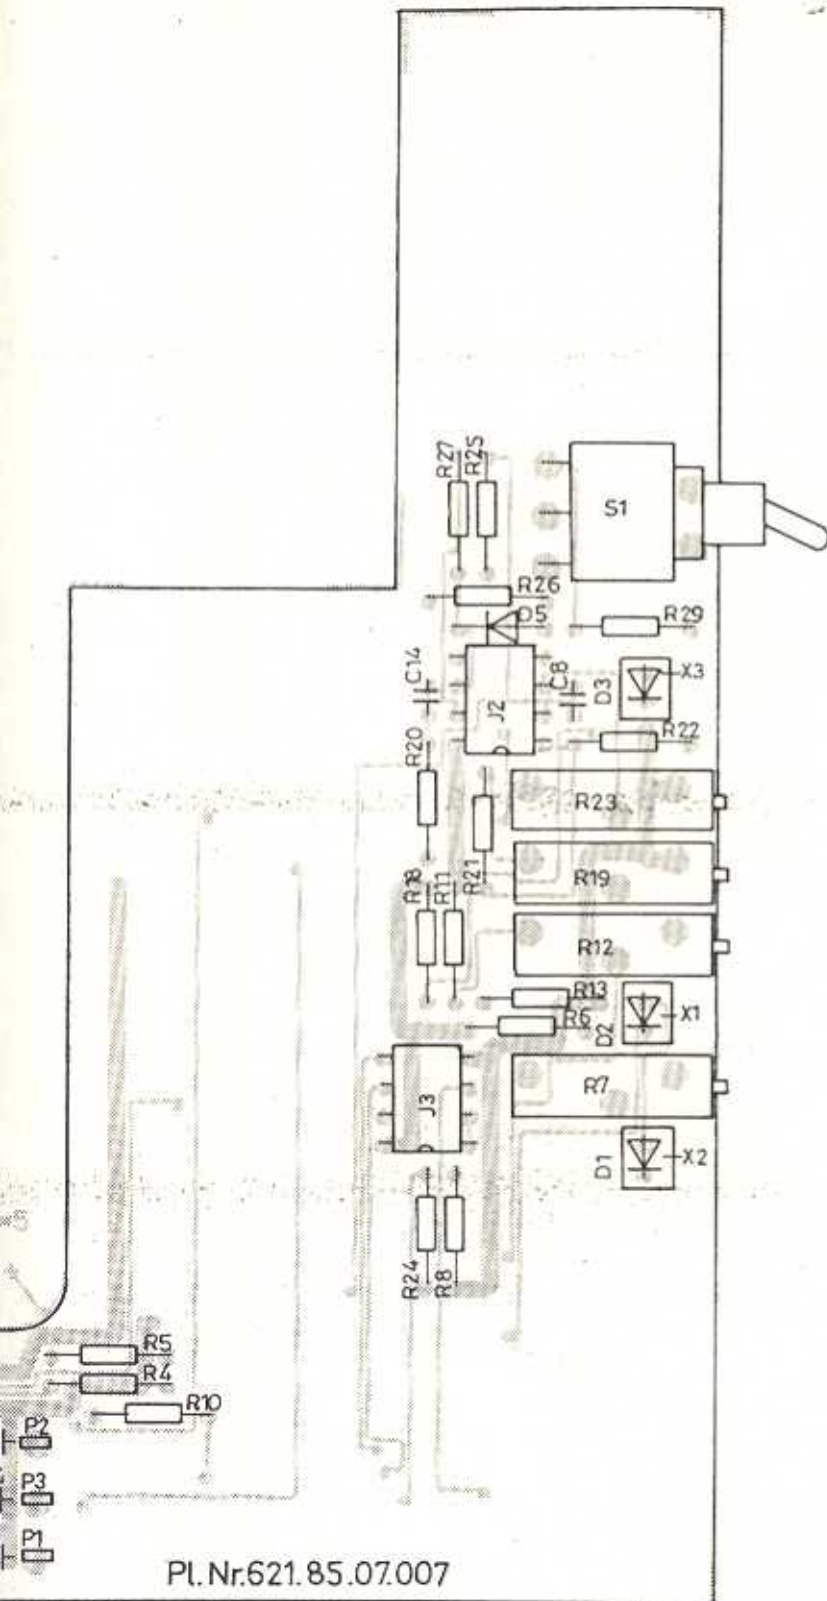 R27
R25
S1
R26
D5
R29
C14
C8
D3
X3
J2
R20
R22
R23
R21
R19
R18
R11
R12
R13
R6
D2
X1
J3
R7
D1
X2
R24
R8
R5
R4
R10
P2
P3
P1
Pl. Nr. 621.85.07.007